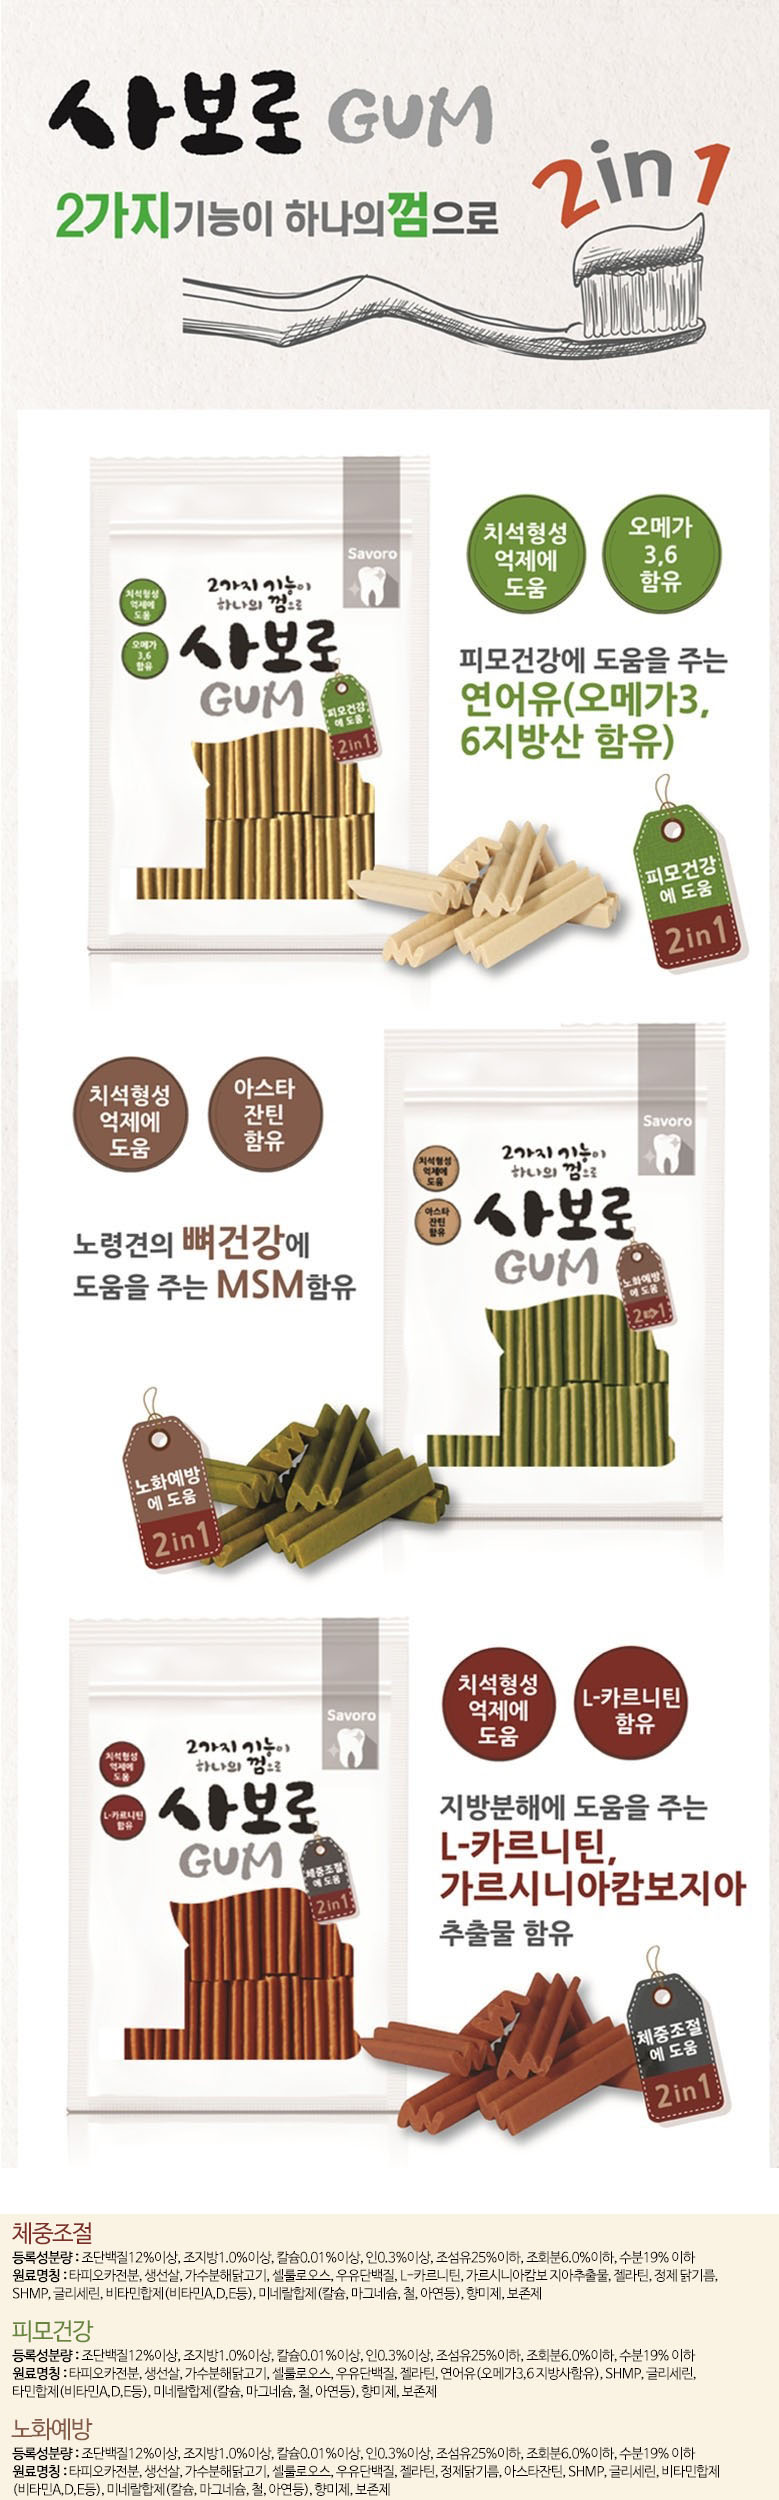 사보로 GUM
2가지기능이 하나의껌으로
2in1
Savoro
치석형성
억제에
도움
오메가
3,6
함유
2가지 기능이
하나의 껌으로
사보로
GUM
피모건강
에 도움
2in1
치석형성
억제에
도움
오메가
3,6
함유
피모건강에 도움을 주는
연어유(오메가3,
6지방산 함유)
피모건강
에 도움
2in1
치석형성
억제에
도움
아스타
잔틴
함유
노령견의 뼈건강에
도움을 주는 MSM함유
Savoro
치석형성
억제에
도움
아스타
잔틴
함유
2가지 기능이
하나의 껌으로
사보로
GUM
노화예방
에 도움
노화예방
에 도움
2in1
Savoro
치석형성
억제에
도움
L-카르니틴
함유
2가지 기능이
하나의 껌으로
사보로
GUM
체중조절
에 도움
2in1
치석형성
억제에
도움
L-카르니틴
함유
지방분해에 도움을 주는
L-카르니틴,
가르시니아캄보지아
추출물 함유
체중조절
에 도움
2in1
체중조절
등록성분량 : 조단백질12%이상, 조지방1.0%이상, 칼슘0.01%이상, 인0.3%이상, 조섬유25%이하, 조회분6.0%이하, 수분19% 이하
원료명칭 : 타피오카전분, 생선살, 가수분해닭고기, 셀룰로오스, 우유단백질, L-카르니틴, 가르시니아캄보 지아추출물, 젤라틴, 정제 닭기름,
SHMP, 글리세린, 비타민합제(비타민A,D,E등), 미네랄합제(칼슘, 마그네슘, 철, 아연등), 향미제, 보존제
피모건강
등록성분량 : 조단백질12%이상, 조지방1.0%이상, 칼슘0.01%이상, 인0.3%이상, 조섬유25%이하, 조회분6.0%이하, 수분19% 이하
원료명칭 : 타피오카전분, 생선살, 가수분해닭고기, 셀룰로오스, 우유단백질, 젤라틴, 연어유(오메가3,6 지방사함유), SHMP, 글리세린,
타민합제(비타민A,D,E등), 미네랄합제(칼슘, 마그네슘, 철, 아연등), 향미제, 보존제
노화예방
등록성분량 : 조단백질12%이상, 조지방1.0%이상, 칼슘0.01%이상, 인0.3%이상, 조섬유25%이하, 조회분6.0%이하, 수분19% 이하
원료명칭 : 타피오카전분, 생선살, 가수분해닭고기, 셀룰로오스, 우유단백질, 젤라틴, 정제닭기름, 아스타잔틴, SHMP, 글리세린, 비타민합제
(비타민A,D,E등), 미네랄합제(칼슘, 마그네슘, 철, 아연등), 향미제, 보존제